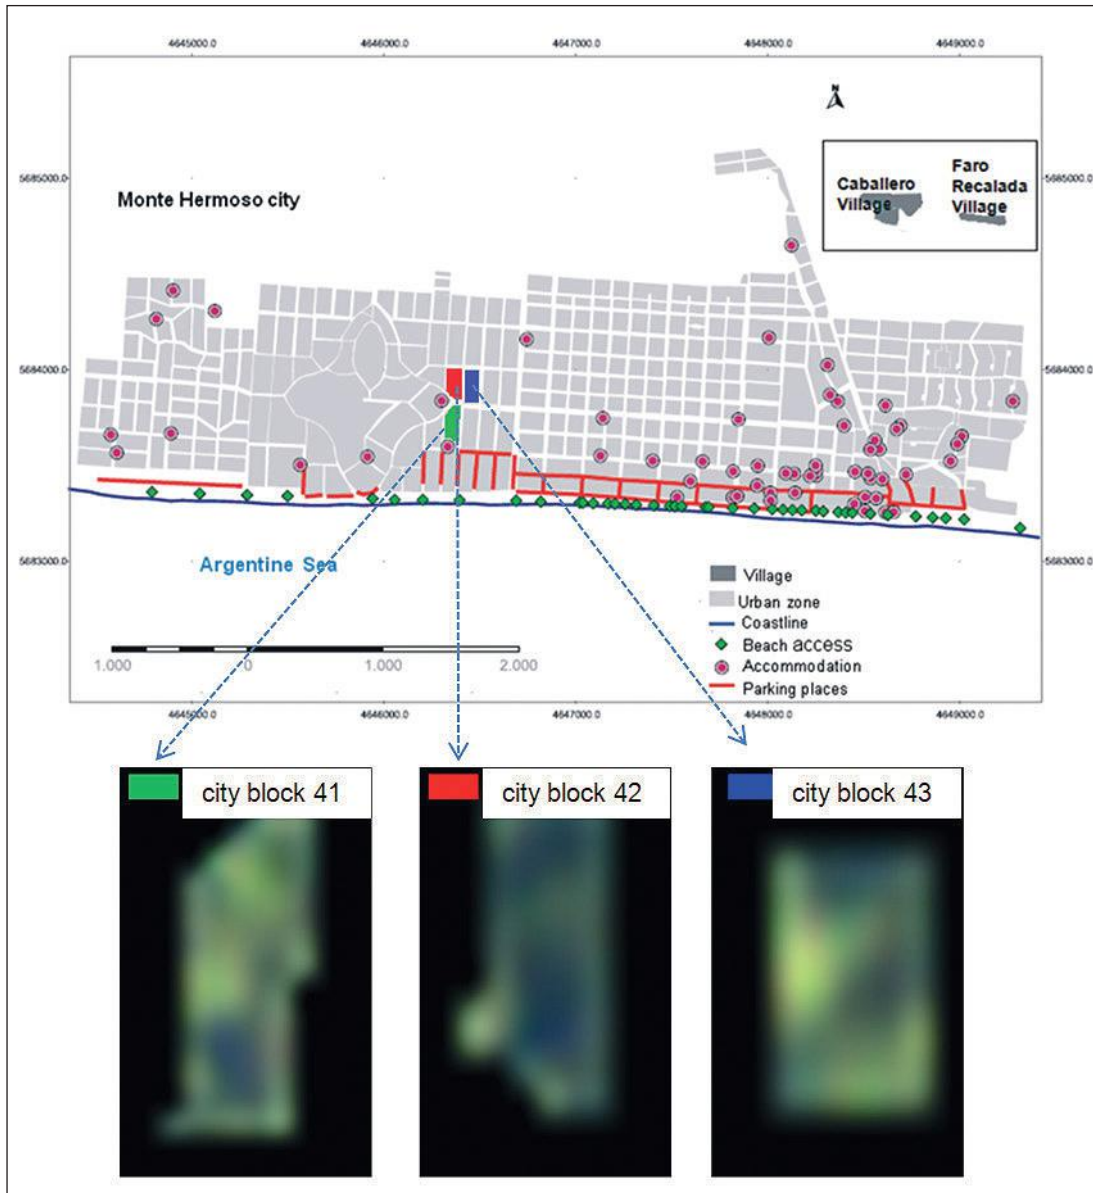 4645000.0 4646000.0 4647000.0 4648000.0 4649000.0
N
5685000.0 5685000.0
Caballero
Village
Faro
Recalada
Village
Monte Hermoso city
5684000.0 5684000.0
5683000.0 5683000.0
Argentine Sea
Village
Urban zone
Coastline
Beach access
Accommodation
Parking places
1.000 0 1.000 2.000
4645000.0 4646000.0 4647000.0 4648000.0 4649000.0
city block 41
city block 42
city block 43